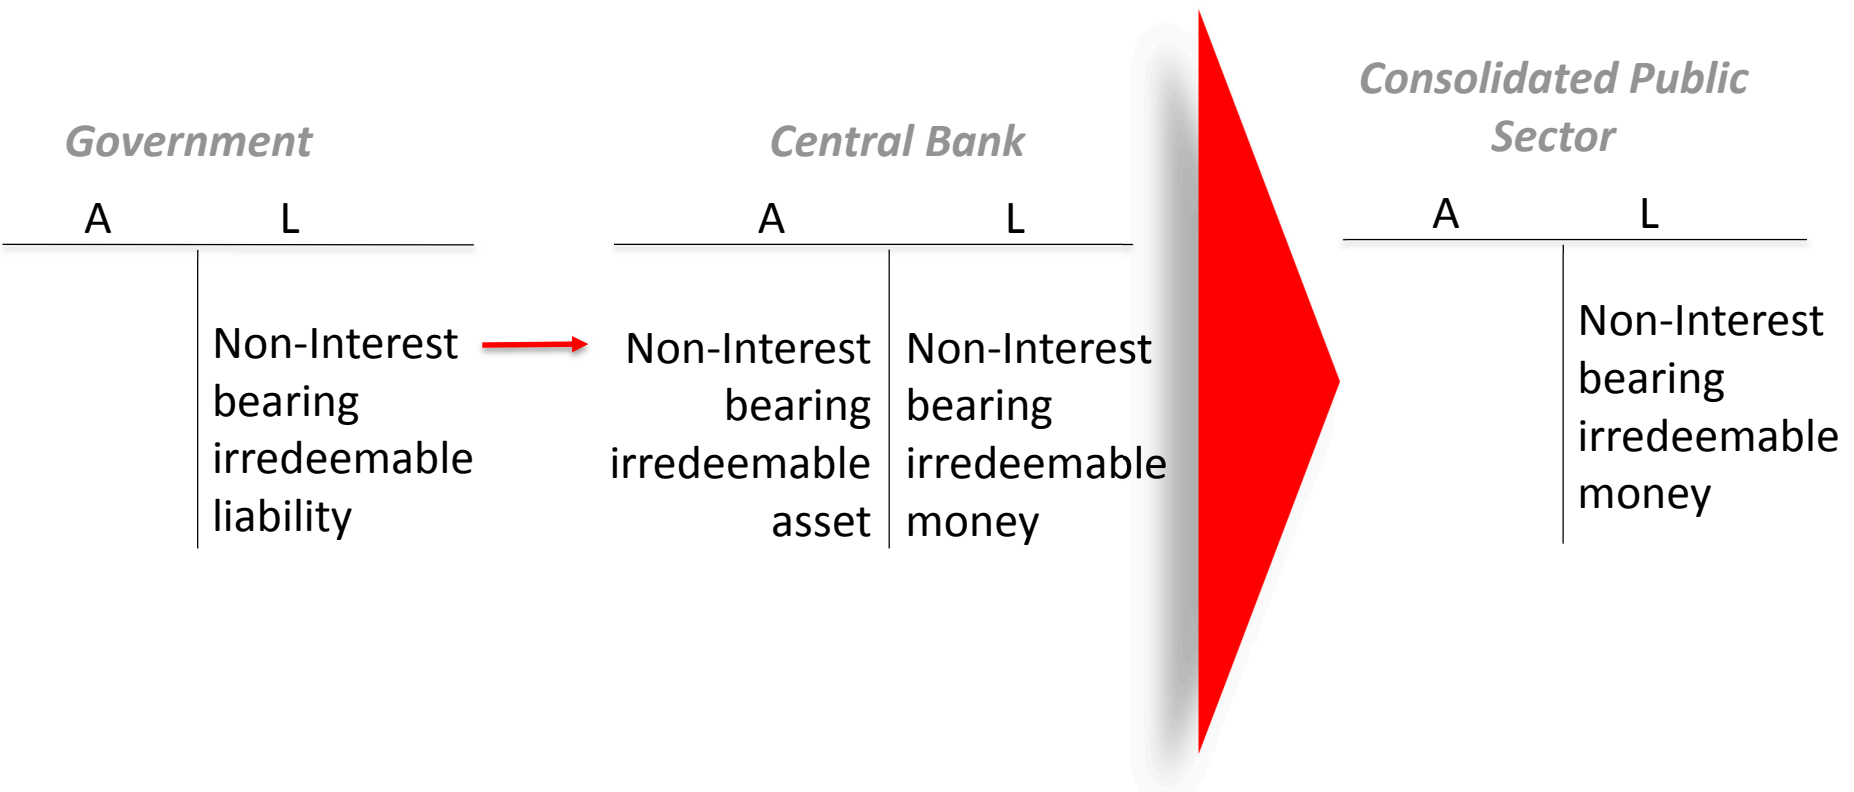 Government
A L
Non-Interest
bearing
irredeemable
liability
Central Bank
A L
Non-Interest
bearing
irredeemable
asset
Non-Interest
bearing
irredeemable
money
Consolidated Public
Sector
A L
Non-Interest
bearing
irredeemable
money